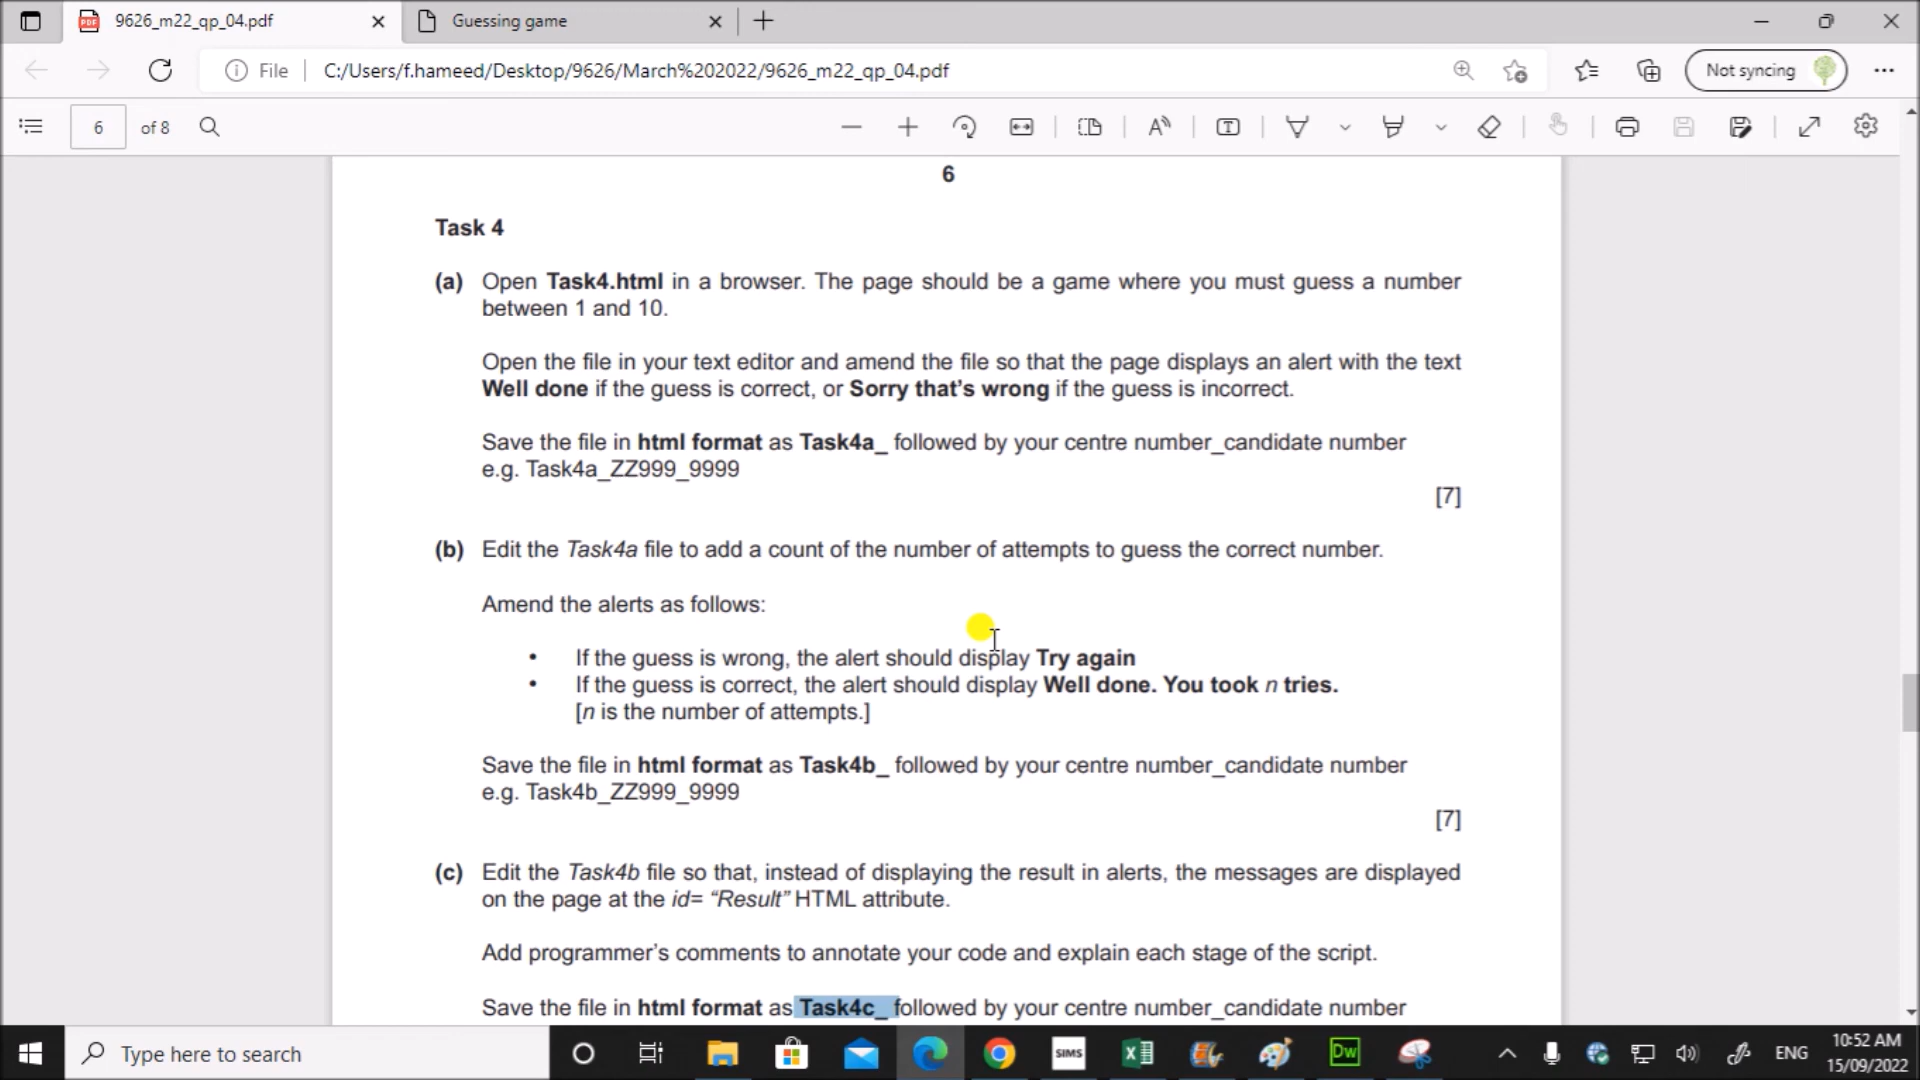 9626_m22_qp_04.pdf
Guessing game
File
C:/Users/f.hameed/Desktop/9626/March%202022/9626_m22_qp_04.pdf
Not syncing
6
of 8
6
Task 4
(a) Open Task4.html in a browser. The page should be a game where you must guess a number
between 1 and 10.
Open the file in your text editor and amend the file so that the page displays an alert with the text
Well done if the guess is correct, or Sorry that's wrong if the guess is incorrect.
Save the file in html format as Task4a_ followed by your centre number_candidate number
e.g. Task4a_ZZ999_9999
[7]
(b) Edit the Task4a file to add a count of the number of attempts to guess the correct number.
Amend the alerts as follows:
• If the guess is wrong, the alert should display Try again
• If the guess is correct, the alert should display Well done. You took n tries.
[n is the number of attempts.]
Save the file in html format as Task4b_ followed by your centre number_candidate number
e.g. Task4b_ZZ999_9999
[7]
(c) Edit the Task4b file so that, instead of displaying the result in alerts, the messages are displayed
on the page at the id= “Result” HTML attribute.
Add programmer's comments to annotate your code and explain each stage of the script.
Save the file in html format as Task4c_ followed by your centre number_candidate number
Type here to search
SIMS
Dw
ENG
10:52 AM
15/09/2022